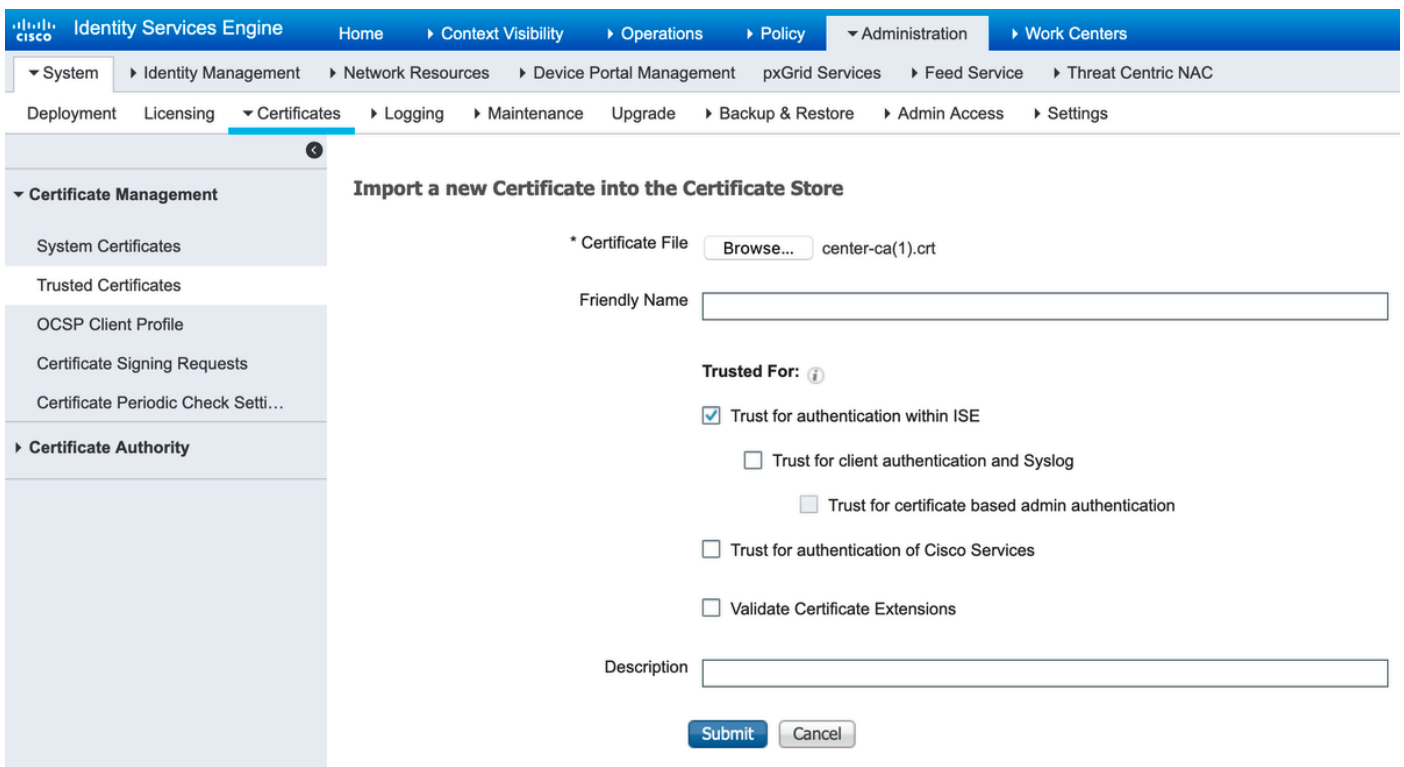 cisco Identity Services Engine Home Context Visibility Operations Policy Administration Work Centers
System Identity Management Network Resources Device Portal Management pxGrid Services Feed Service Threat Centric NAC
Deployment Licensing Certificates Logging Maintenance Upgrade Backup & Restore Admin Access Settings
Certificate Management
System Certificates
Trusted Certificates
OCSP Client Profile
Certificate Signing Requests
Certificate Periodic Check Setti...
Certificate Authority
Import a new Certificate into the Certificate Store
* Certificate File Browse... center-ca(1).crt
Friendly Name
Trusted For: i
Trust for authentication within ISE
Trust for client authentication and Syslog
Trust for certificate based admin authentication
Trust for authentication of Cisco Services
Validate Certificate Extensions
Description
Submit Cancel